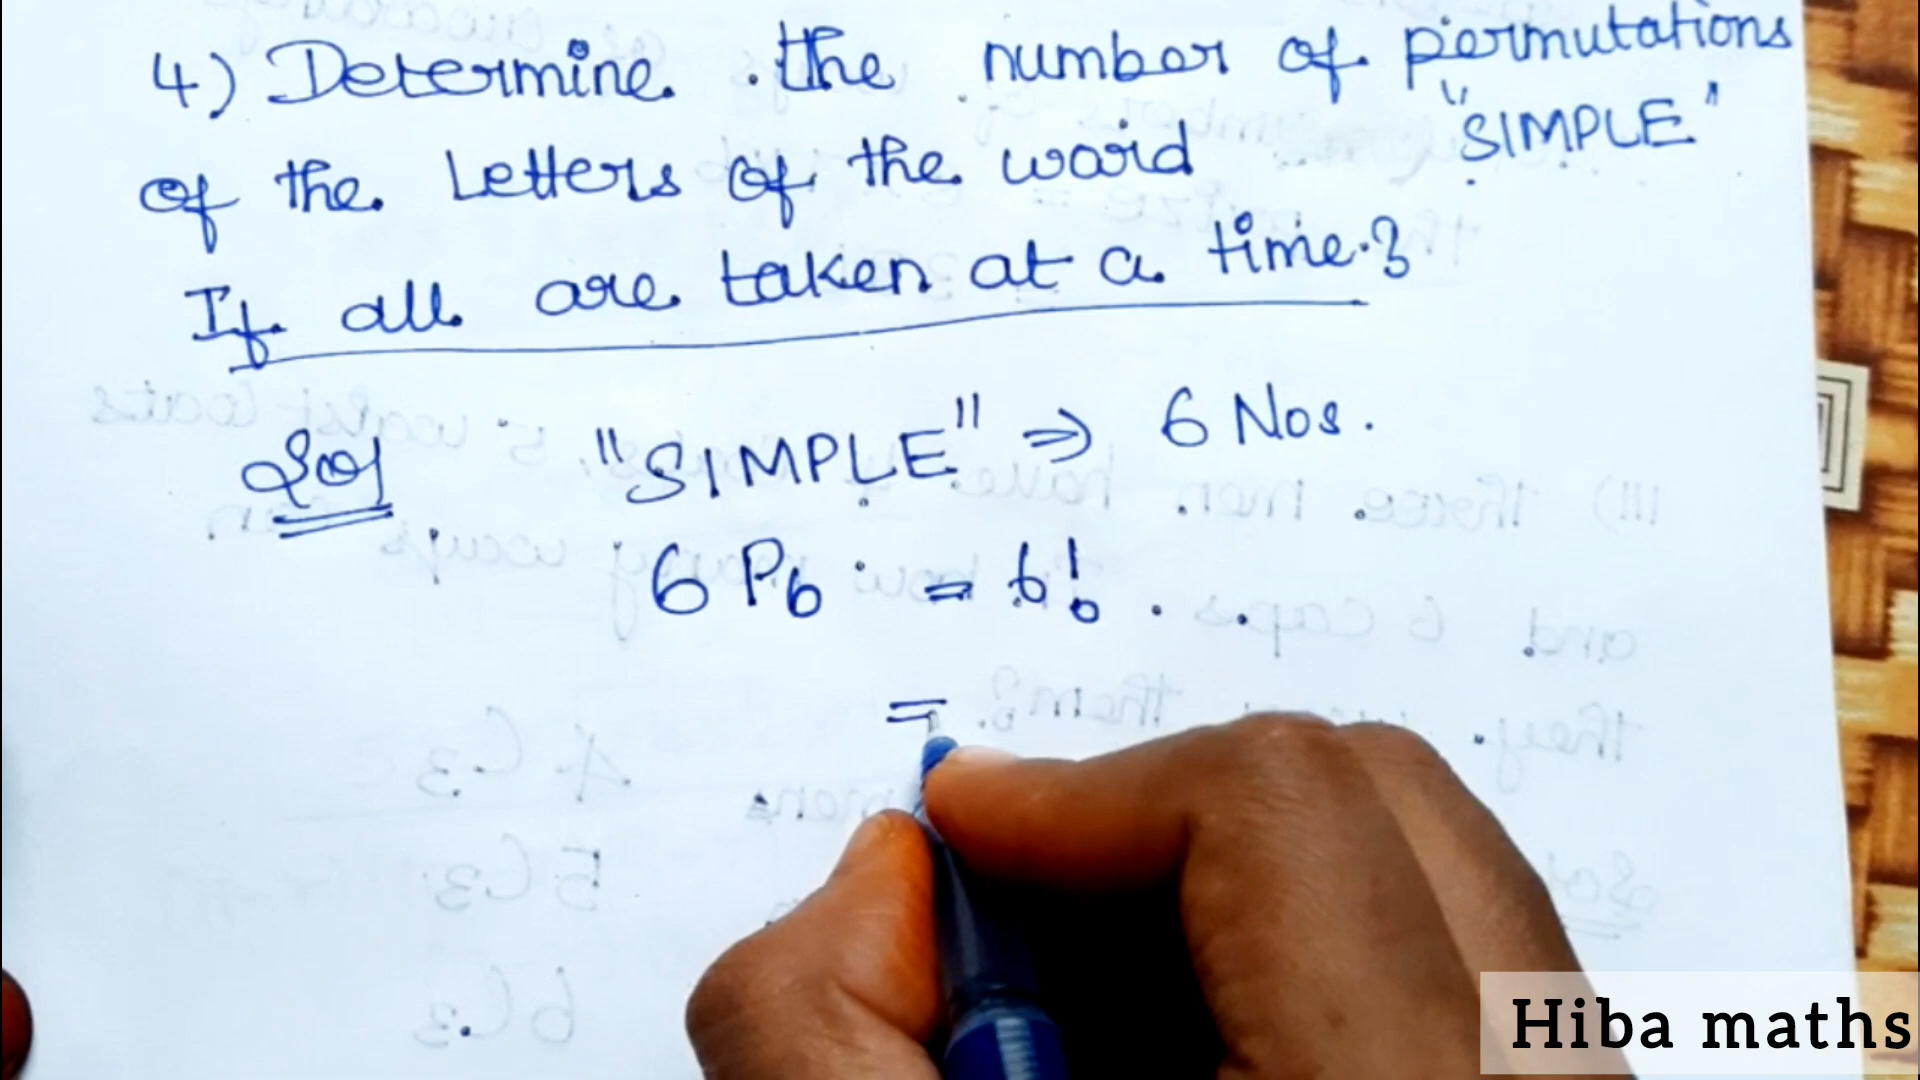 4) Determine the number of permutations
of the Letters of the word "SIMPLE"
If all are taken at a time?
Sol "SIMPLE" ⇒ 6 Nos.
6P6 = 6!
=
Hiba maths